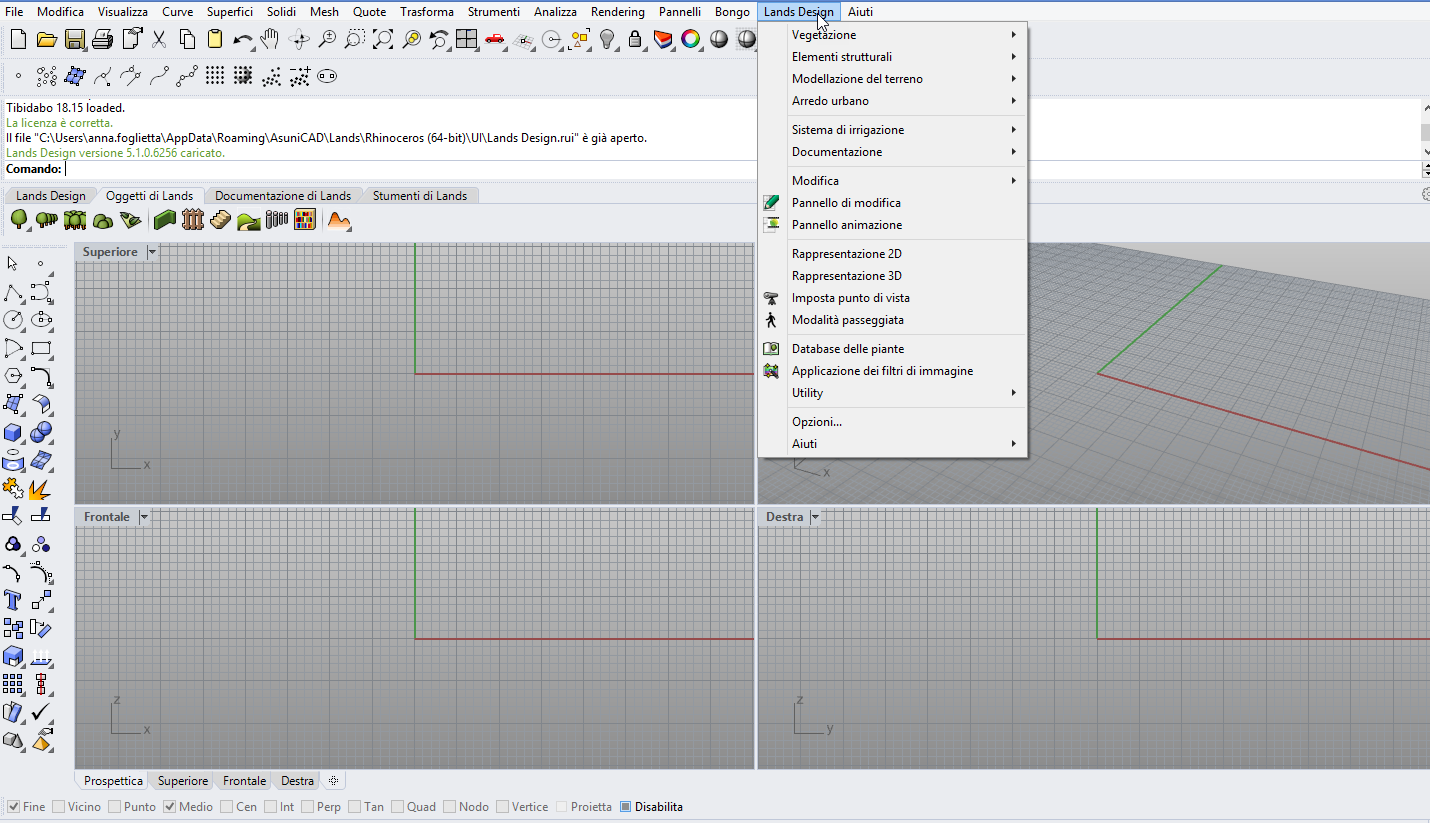 File Modifica Visualizza Curve Superfici Solidi Mesh Quote Trasforma Strumenti Analizza Rendering Pannelli Bongo Lands Design Aiuti
Tibidabo 18.15 loaded.
La licenza è corretta.
Il file "C:\Users\anna.foglietta\AppData\Roaming\AsuniCAD\Lands\Rhinoceros (64-bit)\UI\Lands Design.rui" è già aperto.
Lands Design versione 5.1.0.6256 caricato.
Comando:
Lands Design Oggetti di Lands Documentazione di Lands Stumenti di Lands
Vegetazione
Elementi strutturali
Modellazione del terreno
Arredo urbano
Sistema di irrigazione
Documentazione
Modifica
Pannello di modifica
Pannello animazione
Rappresentazione 2D
Rappresentazione 3D
Imposta punto di vista
Modalità passeggiata
Database delle piante
Applicazione dei filtri di immagine
Utility
Opzioni...
Aiuti
Superiore
y
x
x
Frontale
z
x
Destra
z
y
Prospettica Superiore Frontale Destra
Fine Vicino Punto Medio Cen Int Perp Tan Quad Nodo Vertice Proietta Disabilita